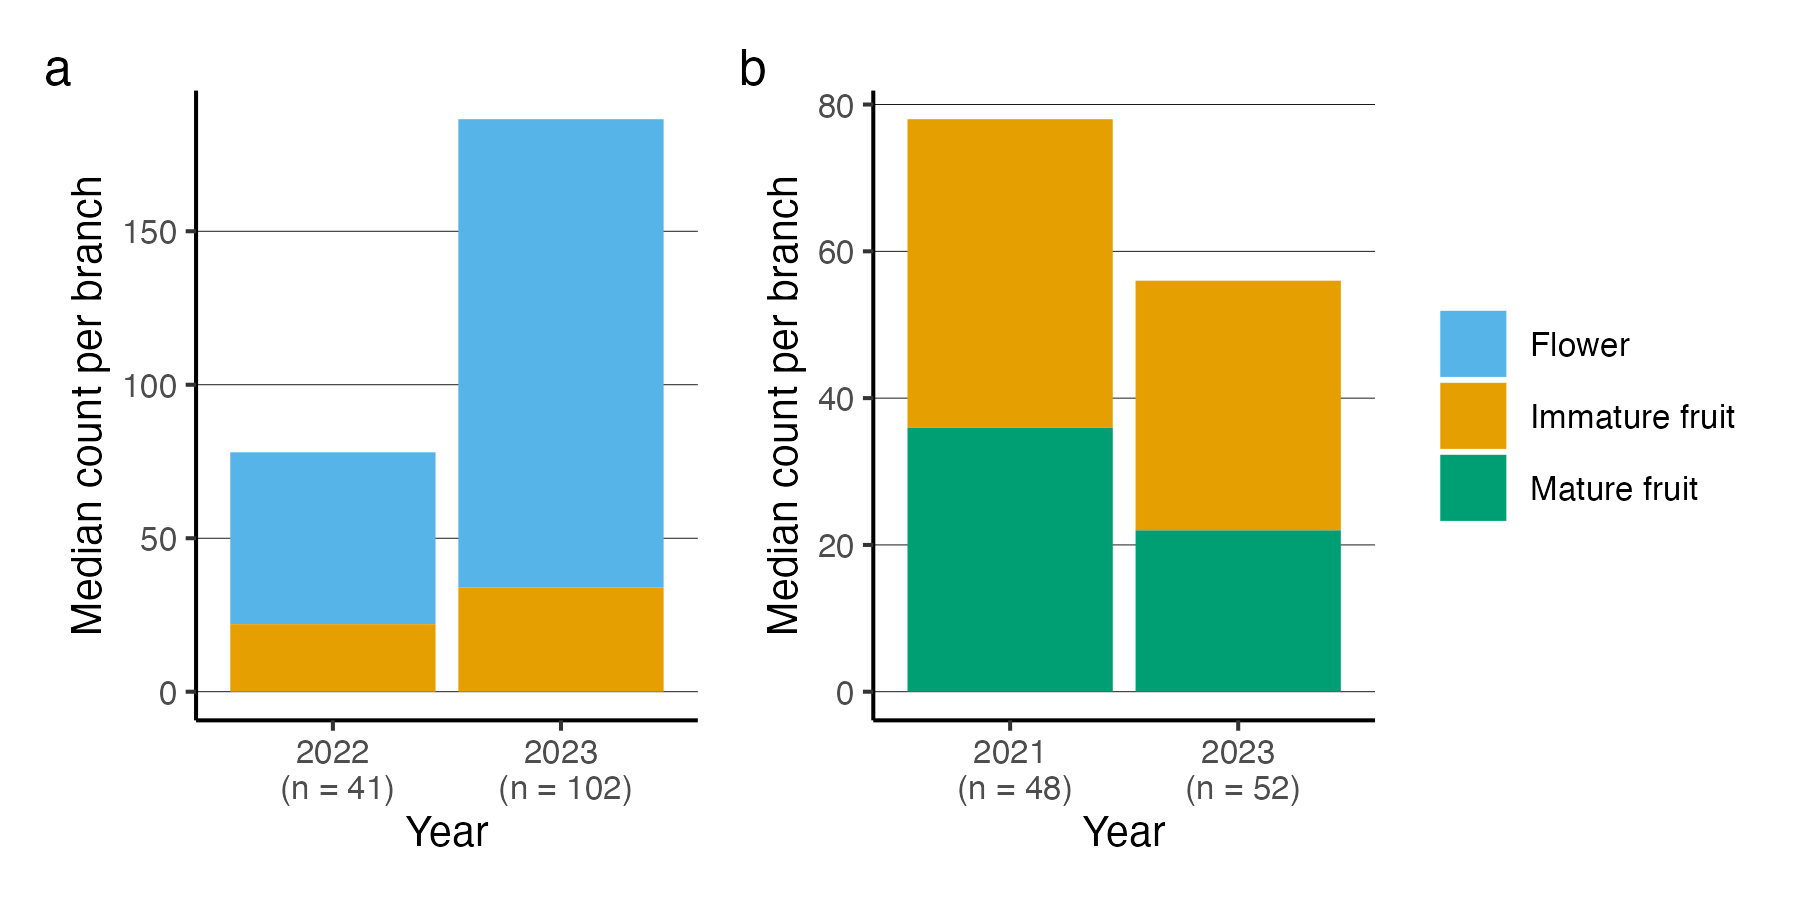 a
Median count per branch
150
100
50
0
2022
(n = 41)
2023
(n = 102)
Year
b
Median count per branch
80
60
40
20
0
2021
(n = 48)
2023
(n = 52)
Year
Flower
Immature fruit
Mature fruit